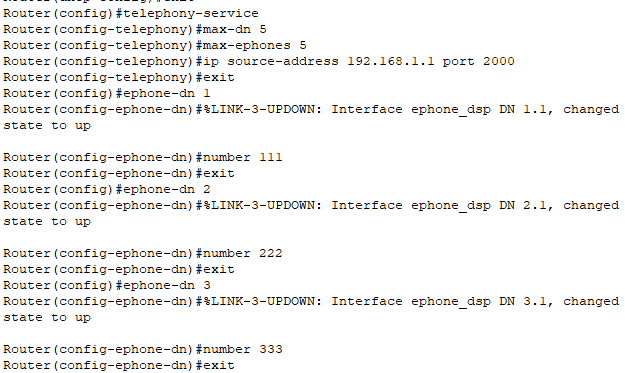 Router(config)#telephony-service
Router(config-telephony)#max-dn 5
Router(config-telephony)#max-ephones 5
Router(config-telephony)#ip source-address 192.168.1.1 port 2000
Router(config-telephony)#exit
Router(config)#ephone-dn 1
Router(config-ephone-dn)#%LINK-3-UPDOWN: Interface ephone_dsp DN 1.1, changed
state to up
Router(config-ephone-dn)#number 111
Router(config-ephone-dn)#exit
Router(config)#ephone-dn 2
Router(config-ephone-dn)#%LINK-3-UPDOWN: Interface ephone_dsp DN 2.1, changed
state to up
Router(config-ephone-dn)#number 222
Router(config-ephone-dn)#exit
Router(config)#ephone-dn 3
Router(config-ephone-dn)#%LINK-3-UPDOWN: Interface ephone_dsp DN 3.1, changed
state to up
Router(config-ephone-dn)#number 333
Router(config-ephone-dn)#exit